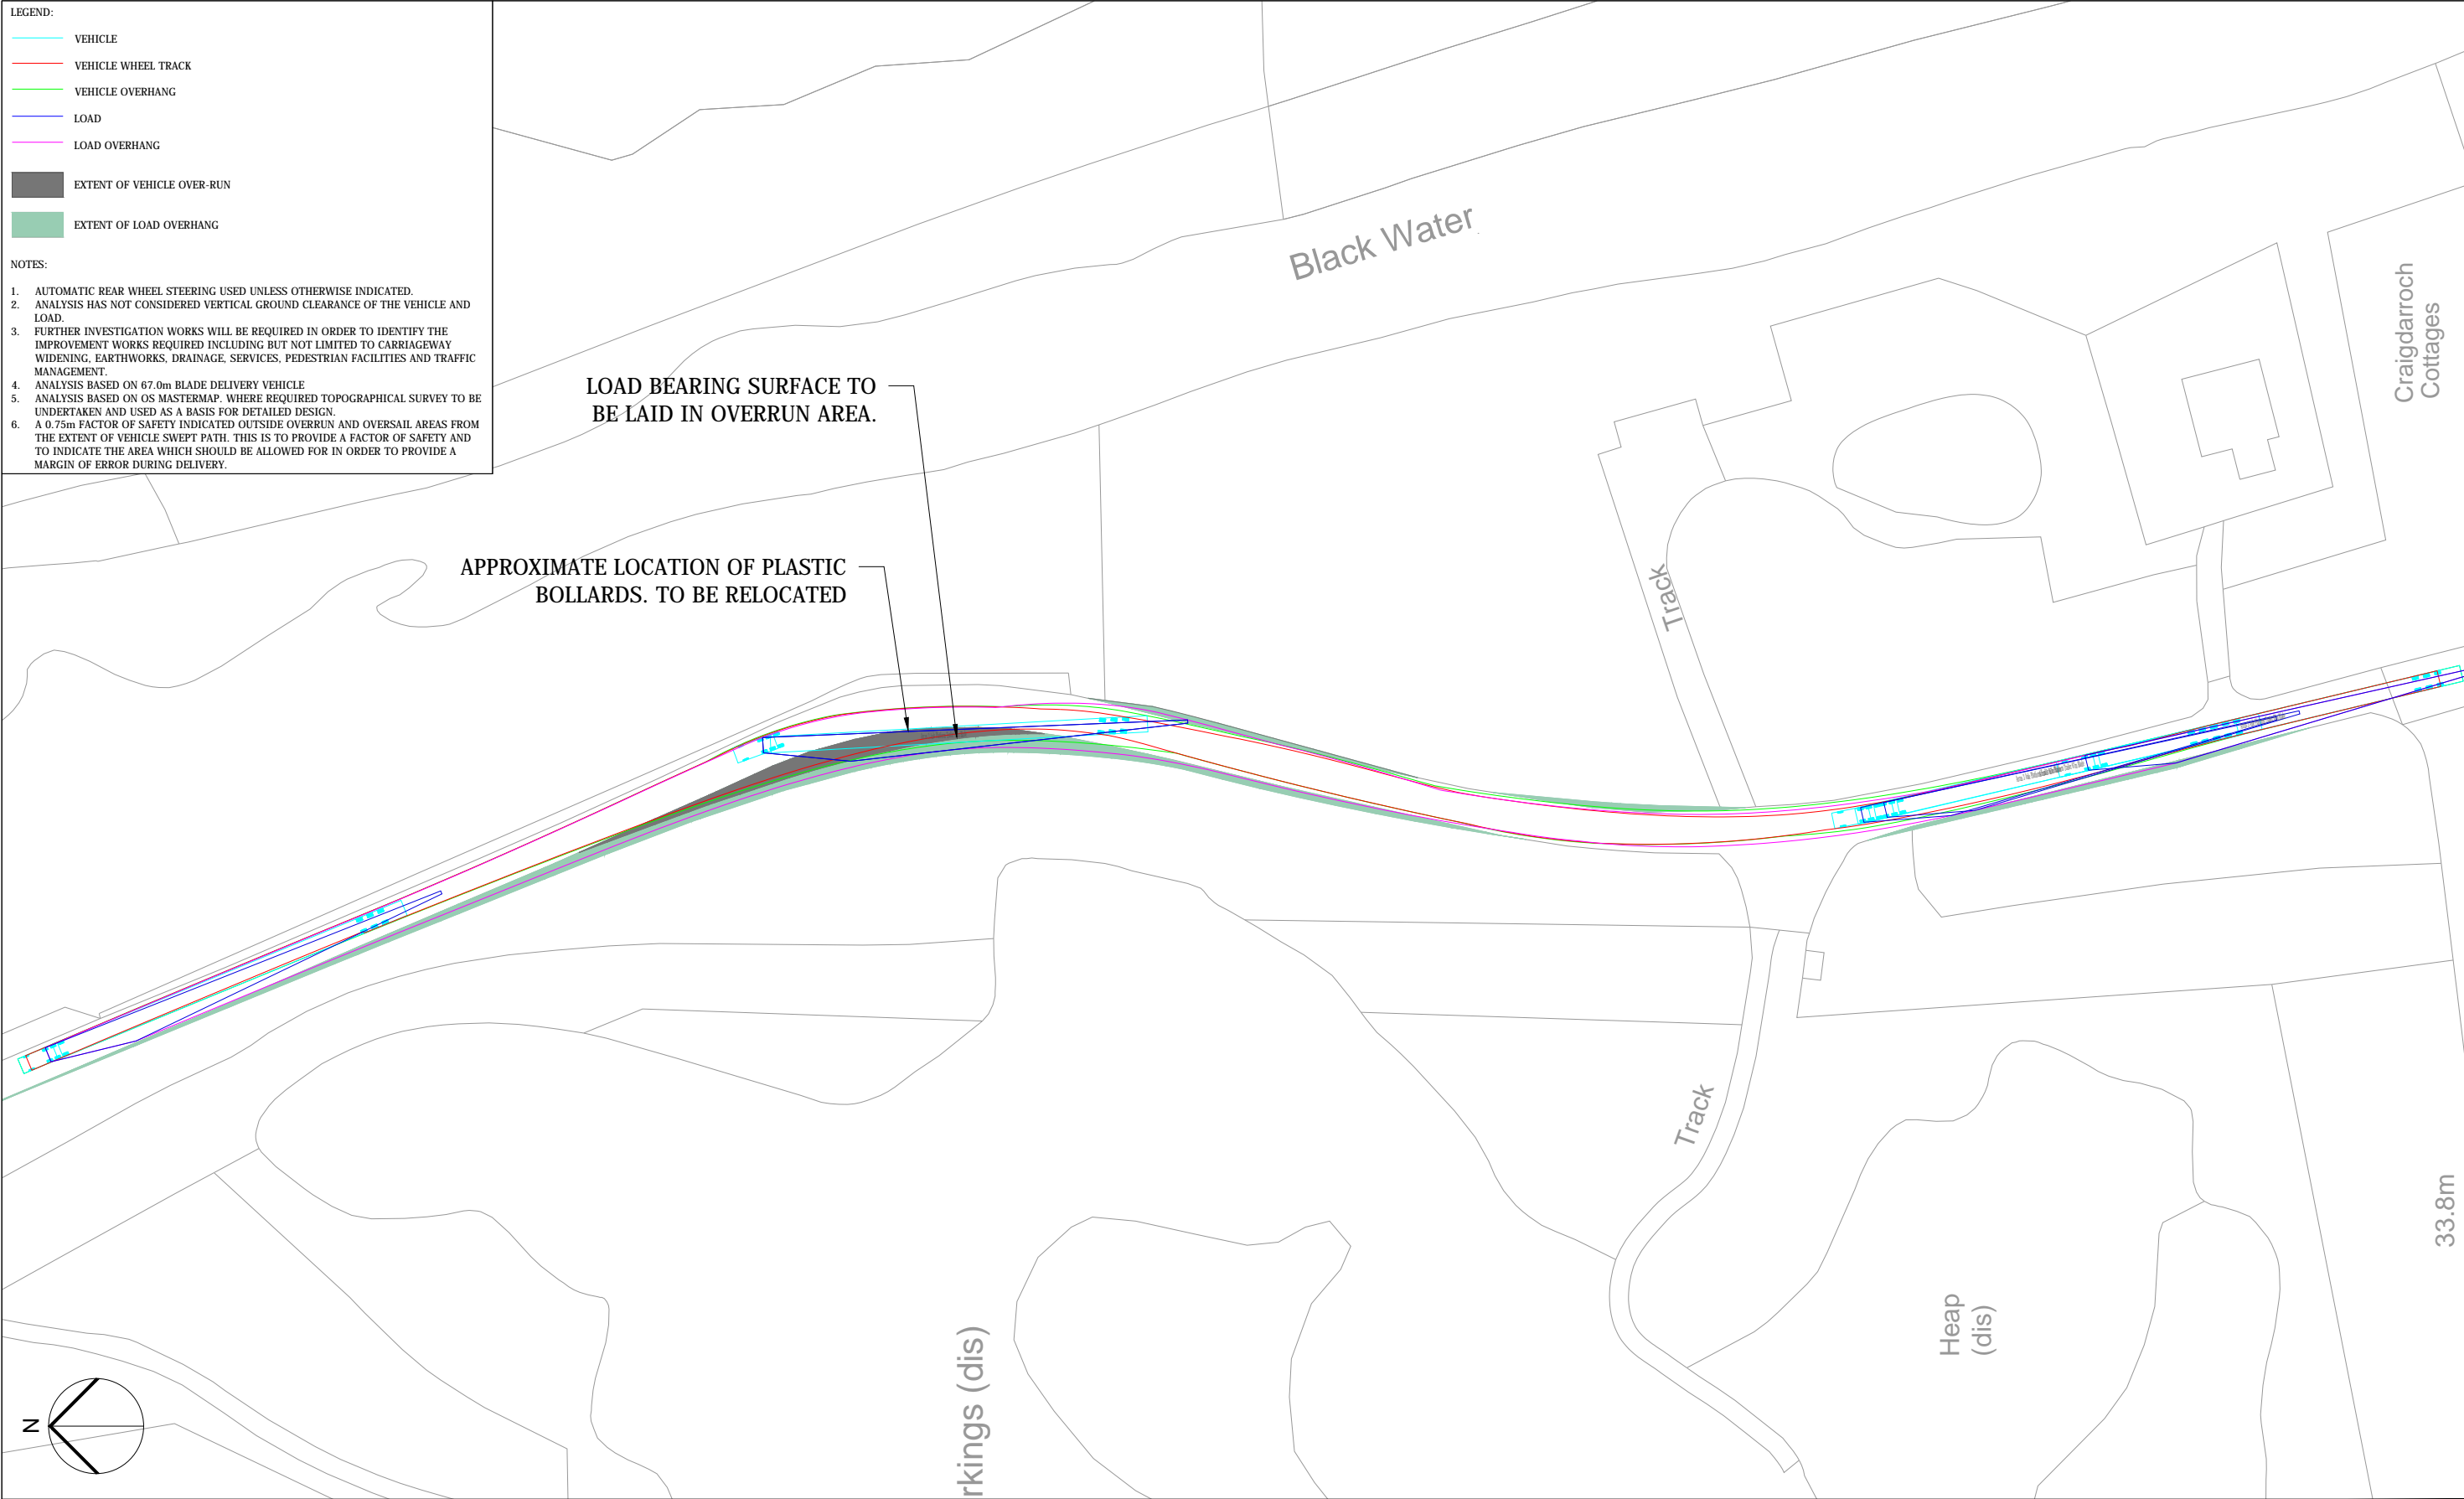 LEGEND:
VEHICLE
VEHICLE WHEEL TRACK
VEHICLE OVERHANG
LOAD
LOAD OVERHANG
EXTENT OF VEHICLE OVER-RUN
EXTENT OF LOAD OVERHANG
NOTES:
1. AUTOMATIC REAR WHEEL STEERING USED UNLESS OTHERWISE INDICATED.
2. ANALYSIS HAS NOT CONSIDERED VERTICAL GROUND CLEARANCE OF THE VEHICLE AND
LOAD.
3. FURTHER INVESTIGATION WORKS WILL BE REQUIRED IN ORDER TO IDENTIFY THE
IMPROVEMENT WORKS REQUIRED INCLUDING BUT NOT LIMITED TO CARRIAGEWAY
WIDENING, EARTHWORKS, DRAINAGE, SERVICES, PEDESTRIAN FACILITIES AND TRAFFIC
MANAGEMENT.
4. ANALYSIS BASED ON 67.0m BLADE DELIVERY VEHICLE
5. ANALYSIS BASED ON OS MASTERMAP. WHERE REQUIRED TOPOGRAPHICAL SURVEY TO BE
UNDERTAKEN AND USED AS A BASIS FOR DETAILED DESIGN.
6. A 0.75m FACTOR OF SAFETY INDICATED OUTSIDE OVERRUN AND OVERSAIL AREAS FROM
THE EXTENT OF VEHICLE SWEPT PATH. THIS IS TO PROVIDE A FACTOR OF SAFETY AND
TO INDICATE THE AREA WHICH SHOULD BE ALLOWED FOR IN ORDER TO PROVIDE A
MARGIN OF ERROR DURING DELIVERY.
Black Water
Craigdarroch
Cottages
LOAD BEARING SURFACE TO
BE LAID IN OVERRUN AREA.
APPROXIMATE LOCATION OF PLASTIC
BOLLARDS. TO BE RELOCATED
Track
Track
33.8m
Heap
(dis)
rkings (dis)
N